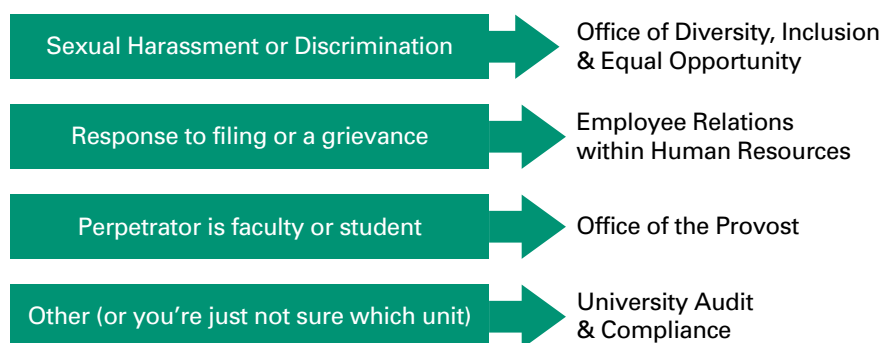 Sexual Harassment or Discrimination
Office of Diversity, Inclusion
& Equal Opportunity
Response to filing or a grievance
Employee Relations
within Human Resources
Perpetrator is faculty or student
Office of the Provost
Other (or you’re just not sure which unit)
University Audit
& Compliance